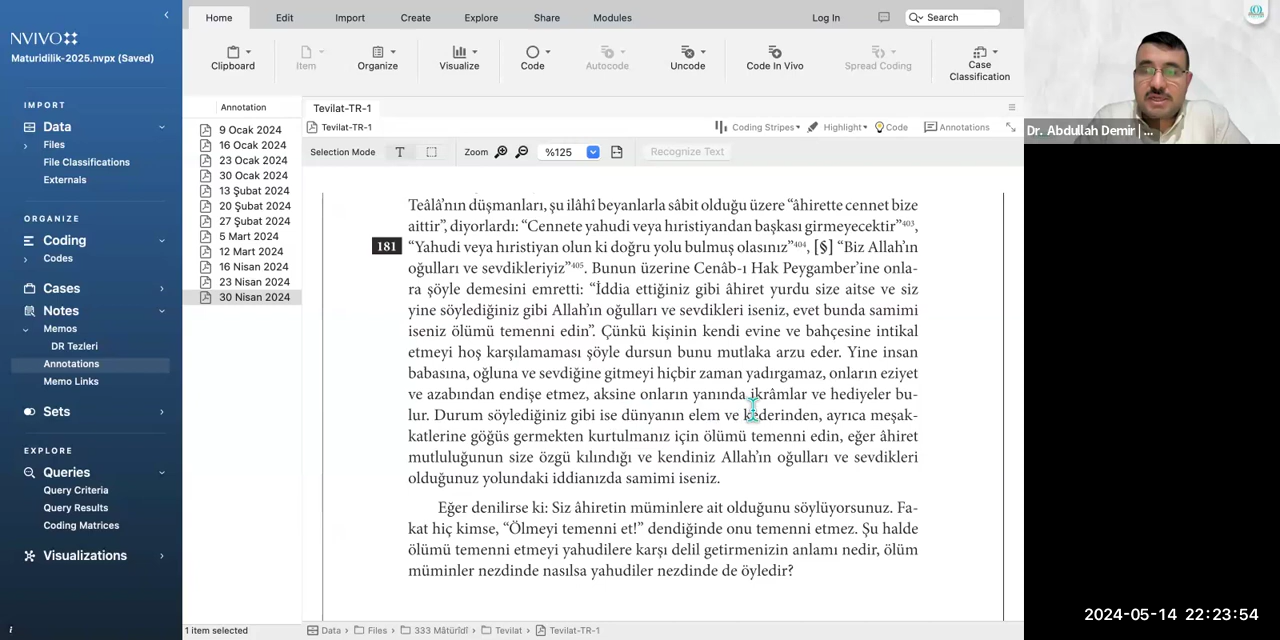 NVIVO
Maturidilik-2025.nvpx (Saved)
IMPORT
Data
Files
File Classifications
Externals
ORGANIZE
Coding
Codes
Cases
Notes
Memos
DR Tezleri
Annotations
Memo Links
Sets
EXPLORE
Queries
Query Criteria
Query Results
Coding Matrices
Visualizations
Home Edit Import Create Explore Share Modules Log In Search
Clipboard Item Organize Visualize Code Autocode Uncode Code In Vivo Spread Coding Case Classification
Annotation
9 Ocak 2024
16 Ocak 2024
23 Ocak 2024
30 Ocak 2024
13 Şubat 2024
20 Şubat 2024
27 Şubat 2024
5 Mart 2024
12 Mart 2024
16 Nisan 2024
23 Nisan 2024
30 Nisan 2024
1 item selected
Tevilat-TR-1
Tevilat-TR-1 Coding Stripes Highlight Code Annotations
Selection Mode T Zoom %125 Recognize Text
Teâlâ’nın düşmanları, şu ilâhî beyanlarla sâbit olduğu üzere “âhirette cennet bize
aittir”, diyorlardı: “Cennete yahudi veya hıristiyandan başkası girmeyecektir”403,
181 “Yahudi veya hıristiyan olun ki doğru yolu bulmuş olasınız”404, [§] “Biz Allah’ın
oğulları ve sevdikleriyiz”405. Bunun üzerine Cenâb-ı Hak Peygamber’ine onla-
ra şöyle demesini emretti: “İddia ettiğiniz gibi âhiret yurdu size aitse ve siz
yine söylediğiniz gibi Allah’ın oğulları ve sevdikleri iseniz, evet bunda samimi
iseniz ölümü temenni edin”. Çünkü kişinin kendi evine ve bahçesine intikal
etmeyi hoş karşılamaması şöyle dursun bunu mutlaka arzu eder. Yine insan
babasına, oğluna ve sevdiğine gitmeyi hiçbir zaman yadırgamaz, onların eziyet
ve azabından endişe etmez, aksine onların yanında ikrâmlar ve hediyeler bu-
lur. Durum söylediğiniz gibi ise dünyanın elem ve kederinden, ayrıca meşak-
katlerine göğüs germekten kurtulmanız için ölümü temenni edin, eğer âhiret
mutluluğunun size özgü kılındığı ve kendiniz Allah’ın oğulları ve sevdikleri
olduğunuz yolundaki iddianızda samimi iseniz.
Eğer denilirse ki: Siz âhiretin müminlere ait olduğunu söylüyorsunuz. Fa-
kat hiç kimse, “Ölmeyi temenni et!” dendiğinde onu temenni etmez. Şu halde
ölümü temenni etmeyi yahudilere karşı delil getirmenizin anlamı nedir, ölüm
müminler nezdinde nasılsa yahudiler nezdinde de öyledir?
Data Files 333 Mâtürîdî Tevilat Tevilat-TR-1
Dr. Abdullah Demir | ...
2024-05-14 22:23:54